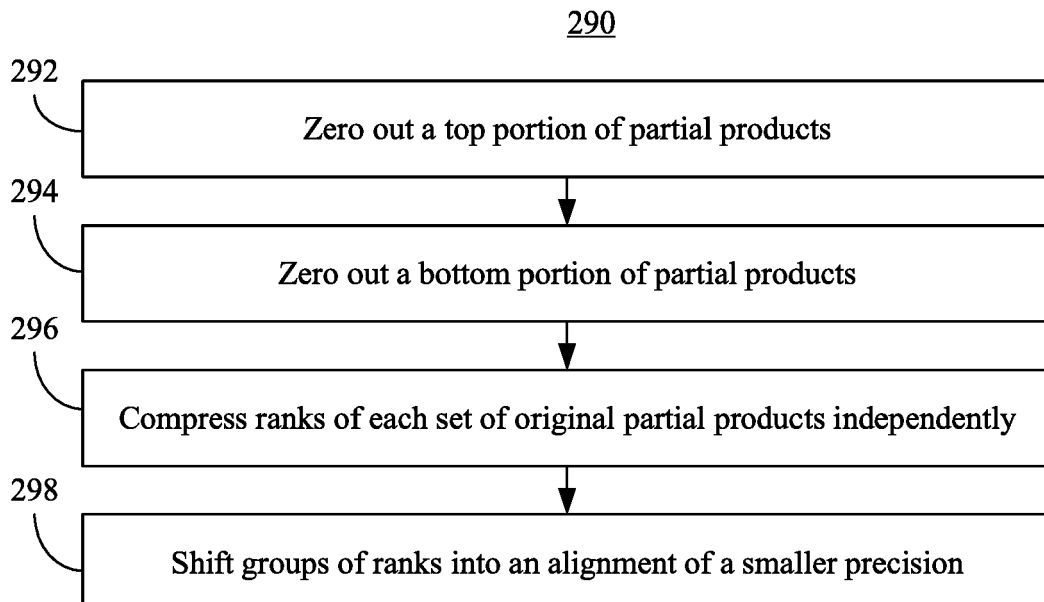 290
292
Zero out a top portion of partial products
294
Zero out a bottom portion of partial products
296
Compress ranks of each set of original partial products independently
298
Shift groups of ranks into an alignment of a smaller precision